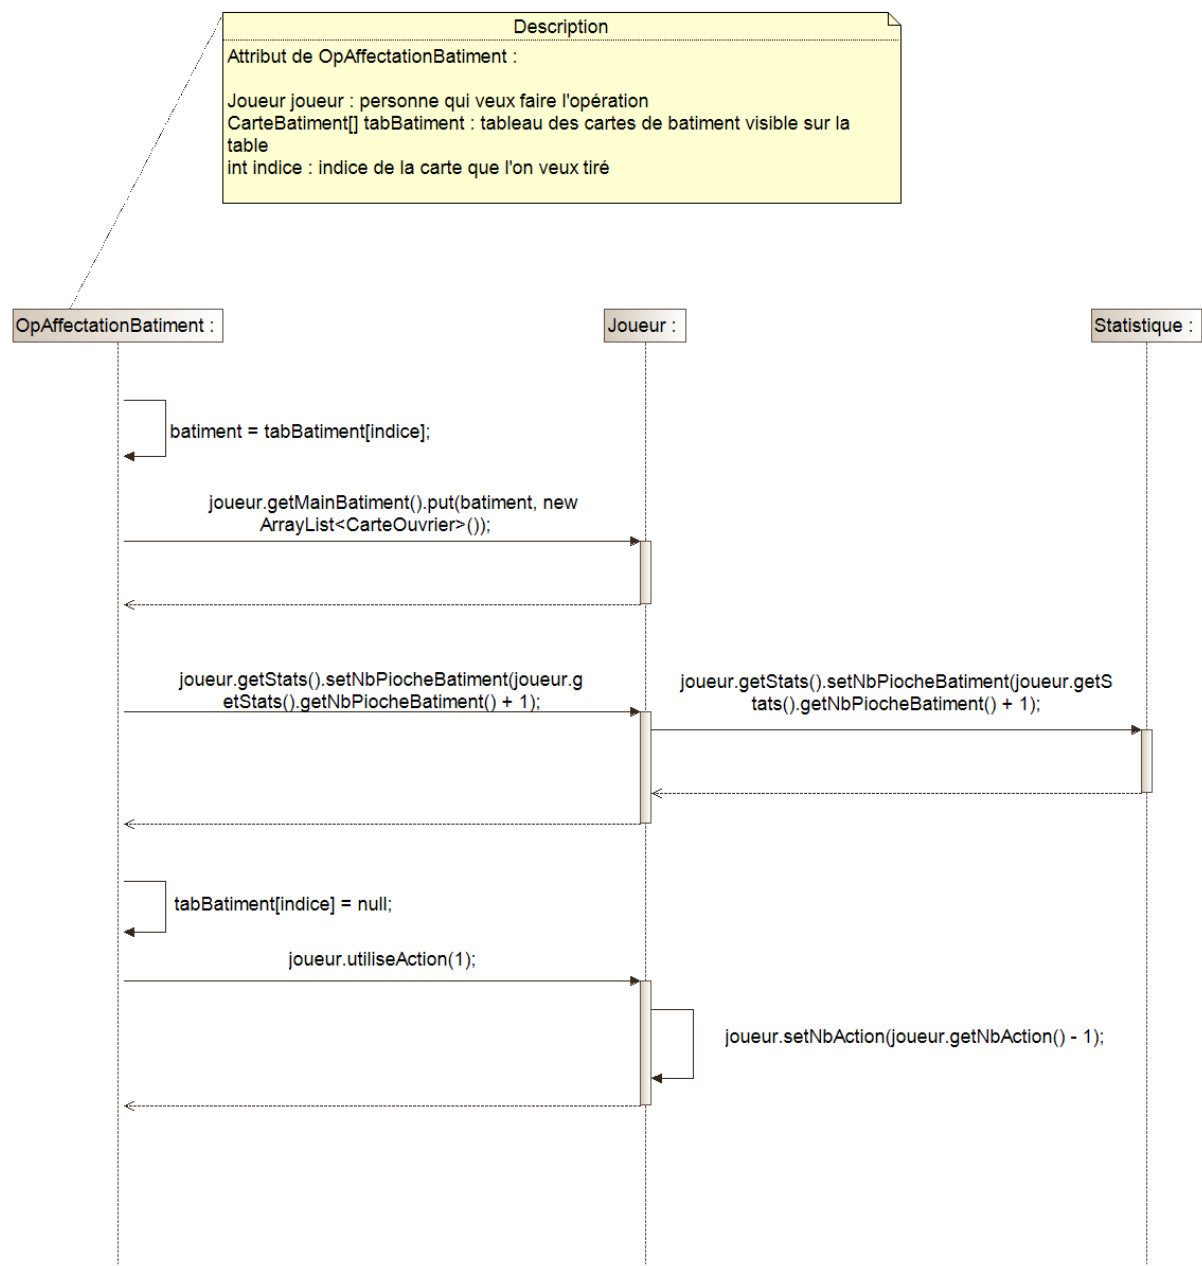 Description
Attribut de OpAffectationBatiment :
Joueur joueur : personne qui veux faire l'opération
CarteBatiment[] tabBatiment : tableau des cartes de batiment visible sur la
table
int indice : indice de la carte que l'on veux tiré
OpAffectationBatiment :
Joueur :
Statistique :
batiment = tabBatiment[indice];
joueur.getMainBatiment().put(batiment, new
ArrayList<CarteOuvrier>());
joueur.getStats().setNbPiocheBatiment(joueur.g
etStats().getNbPiocheBatiment() + 1);
joueur.getStats().setNbPiocheBatiment(joueur.getS
tats().getNbPiocheBatiment() + 1);
tabBatiment[indice] = null;
joueur.utiliseAction(1);
joueur.setNbAction(joueur.getNbAction() - 1);